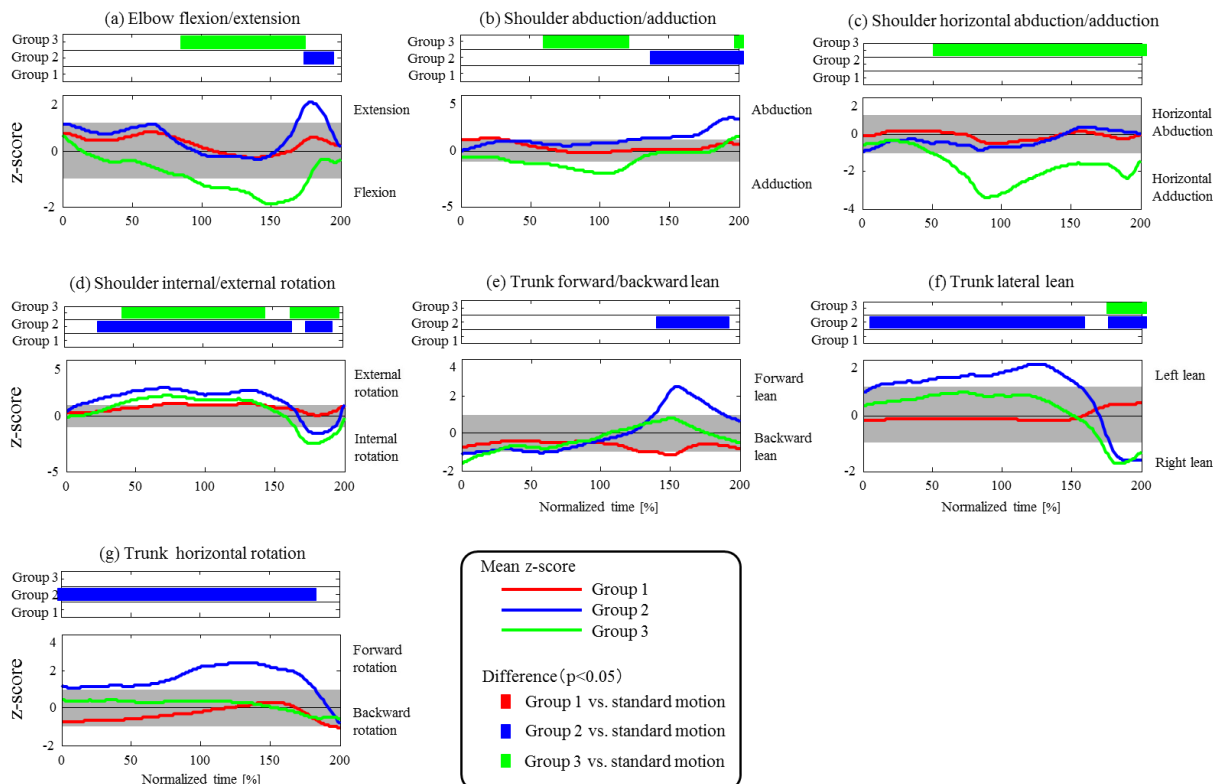 (a) Elbow flexion/extension
Group 3
Group 2
Group 1
2
0
-2
z-score
Extension
Flexion
0 50 100 150 200
(b) Shoulder abduction/adduction
Group 3
Group 2
Group 1
5
0
-5
Abduction
Adduction
0 50 100 150 200
(c) Shoulder horizontal abduction/adduction
Group 3
Group 2
Group 1
2
0
-2
-4
Horizontal
Abduction
Horizontal
Adduction
0 50 100 150 200
(d) Shoulder internal/external rotation
Group 3
Group 2
Group 1
5
0
-5
z-score
External
rotation
Internal
rotation
0 50 100 150 200
(e) Trunk forward/backward lean
Group 3
Group 2
Group 1
4
2
0
-2
Forward
lean
Backward
lean
0 50 100 150 200
Normalized time [%]
(f) Trunk lateral lean
Group 3
Group 2
Group 1
2
0
-2
Left lean
Right lean
0 50 100 150 200
Normalized time [%]
(g) Trunk horizontal rotation
Group 3
Group 2
Group 1
4
2
0
-2
z-score
Forward
rotation
Backward
rotation
0 50 100 150 200
Normalized time [%]
Mean z-score
Group 1
Group 2
Group 3
Difference(p<0.05)
Group 1 vs. standard motion
Group 2 vs. standard motion
Group 3 vs. standard motion